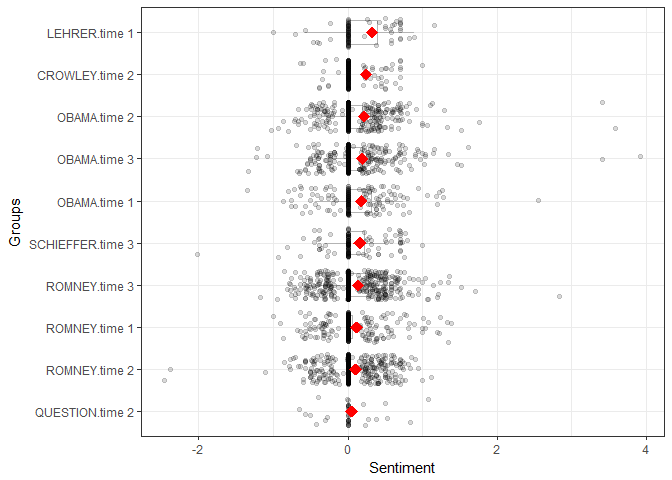 LEHRER.time 1
CROWLEY.time 2
OBAMA.time 2
OBAMA.time 3
OBAMA.time 1
SCHIEFFER.time 3
ROMNEY.time 3
ROMNEY.time 1
ROMNEY.time 2
QUESTION.time 2
Groups
-2 0 2 4
Sentiment